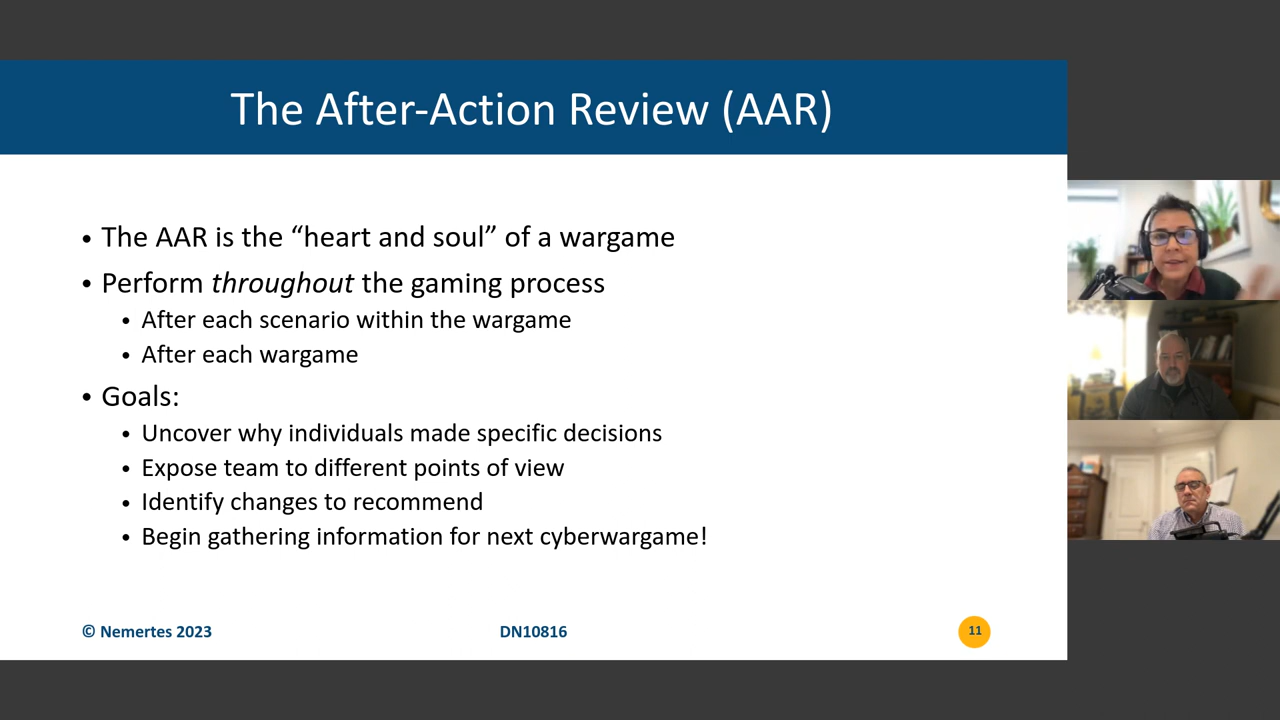 The After-Action Review (AAR)
• The AAR is the “heart and soul” of a wargame
• Perform throughout the gaming process
• After each scenario within the wargame
• After each wargame
• Goals:
• Uncover why individuals made specific decisions
• Expose team to different points of view
• Identify changes to recommend
• Begin gathering information for next cyberwargame!
© Nemertes 2023 DN10816 11